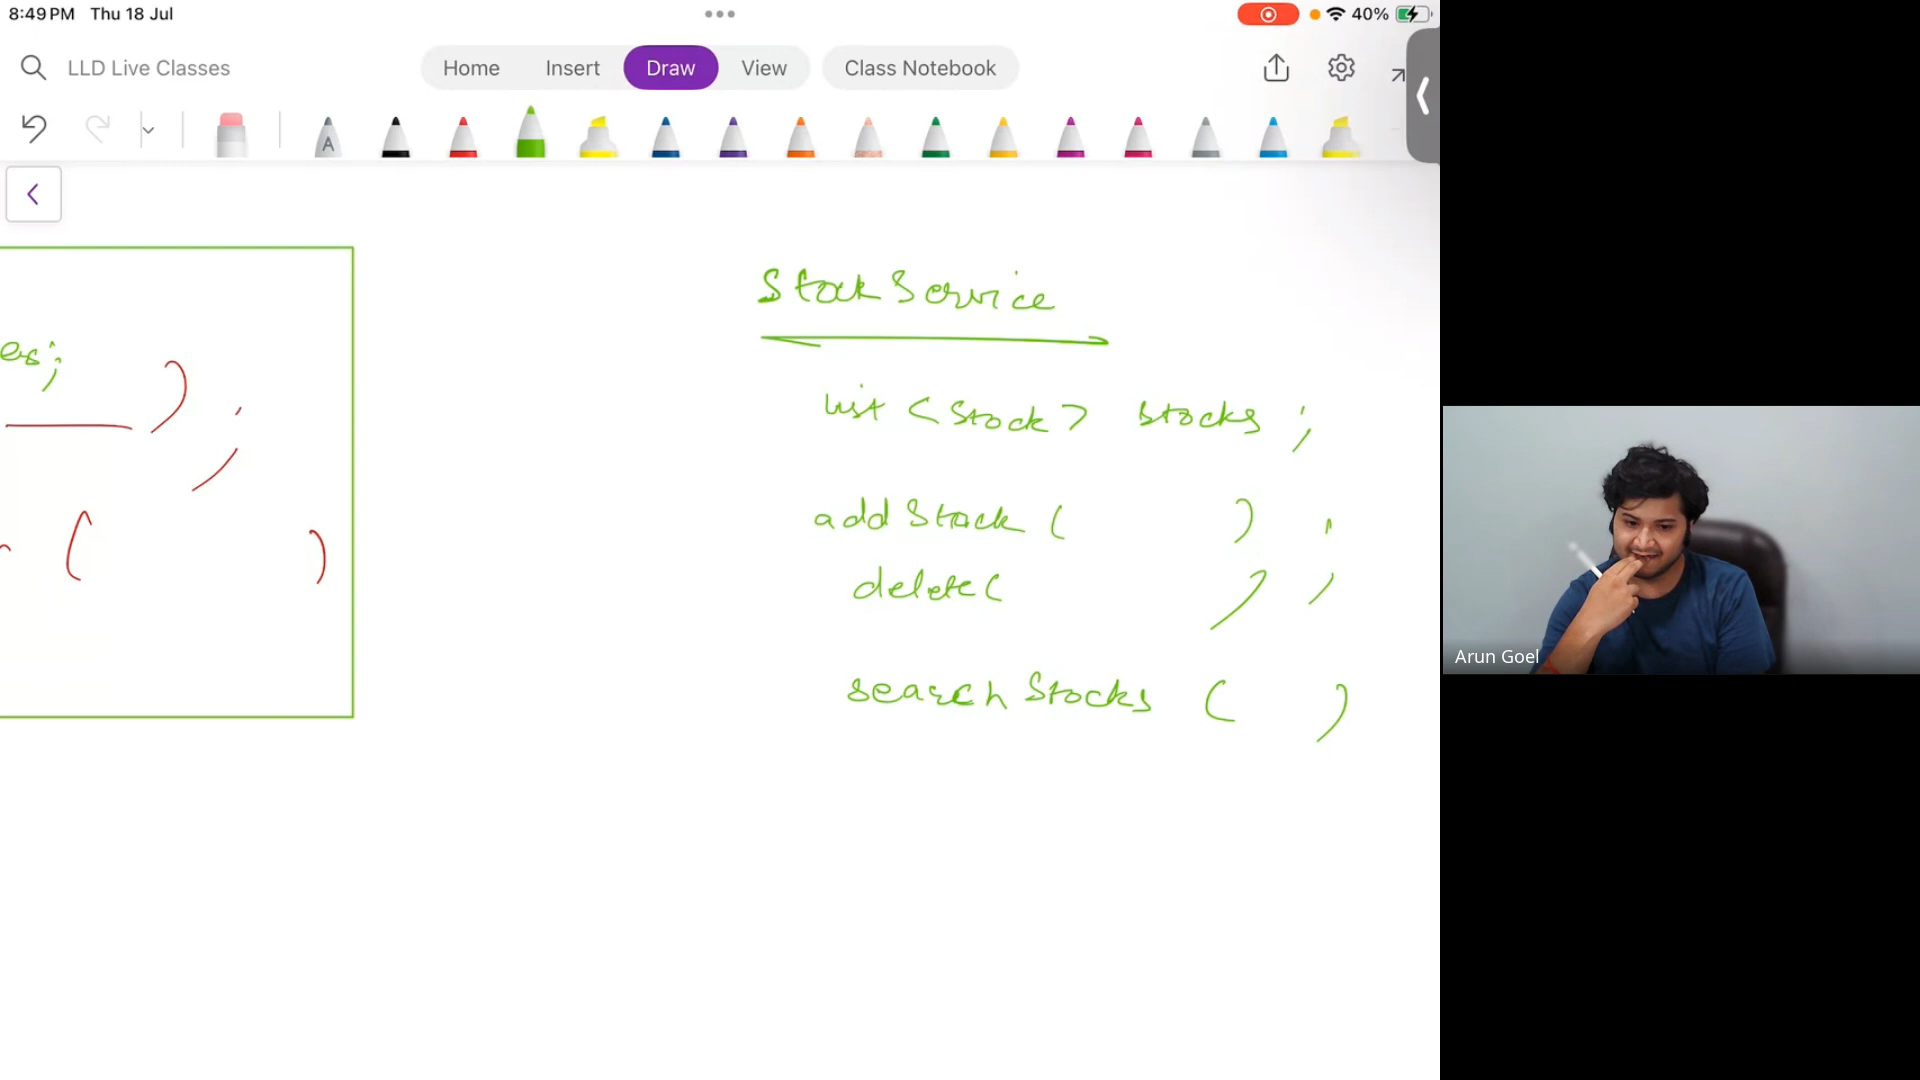 8:49 PM Thu 18 Jul
40%
LLD Live Classes
Home Insert Draw View Class Notebook
A
StockService
es;
);
List <Stock> stocks ;
addStock ( ) ;
( )
delete( ) ;
searchStocks ( )
Arun Goel